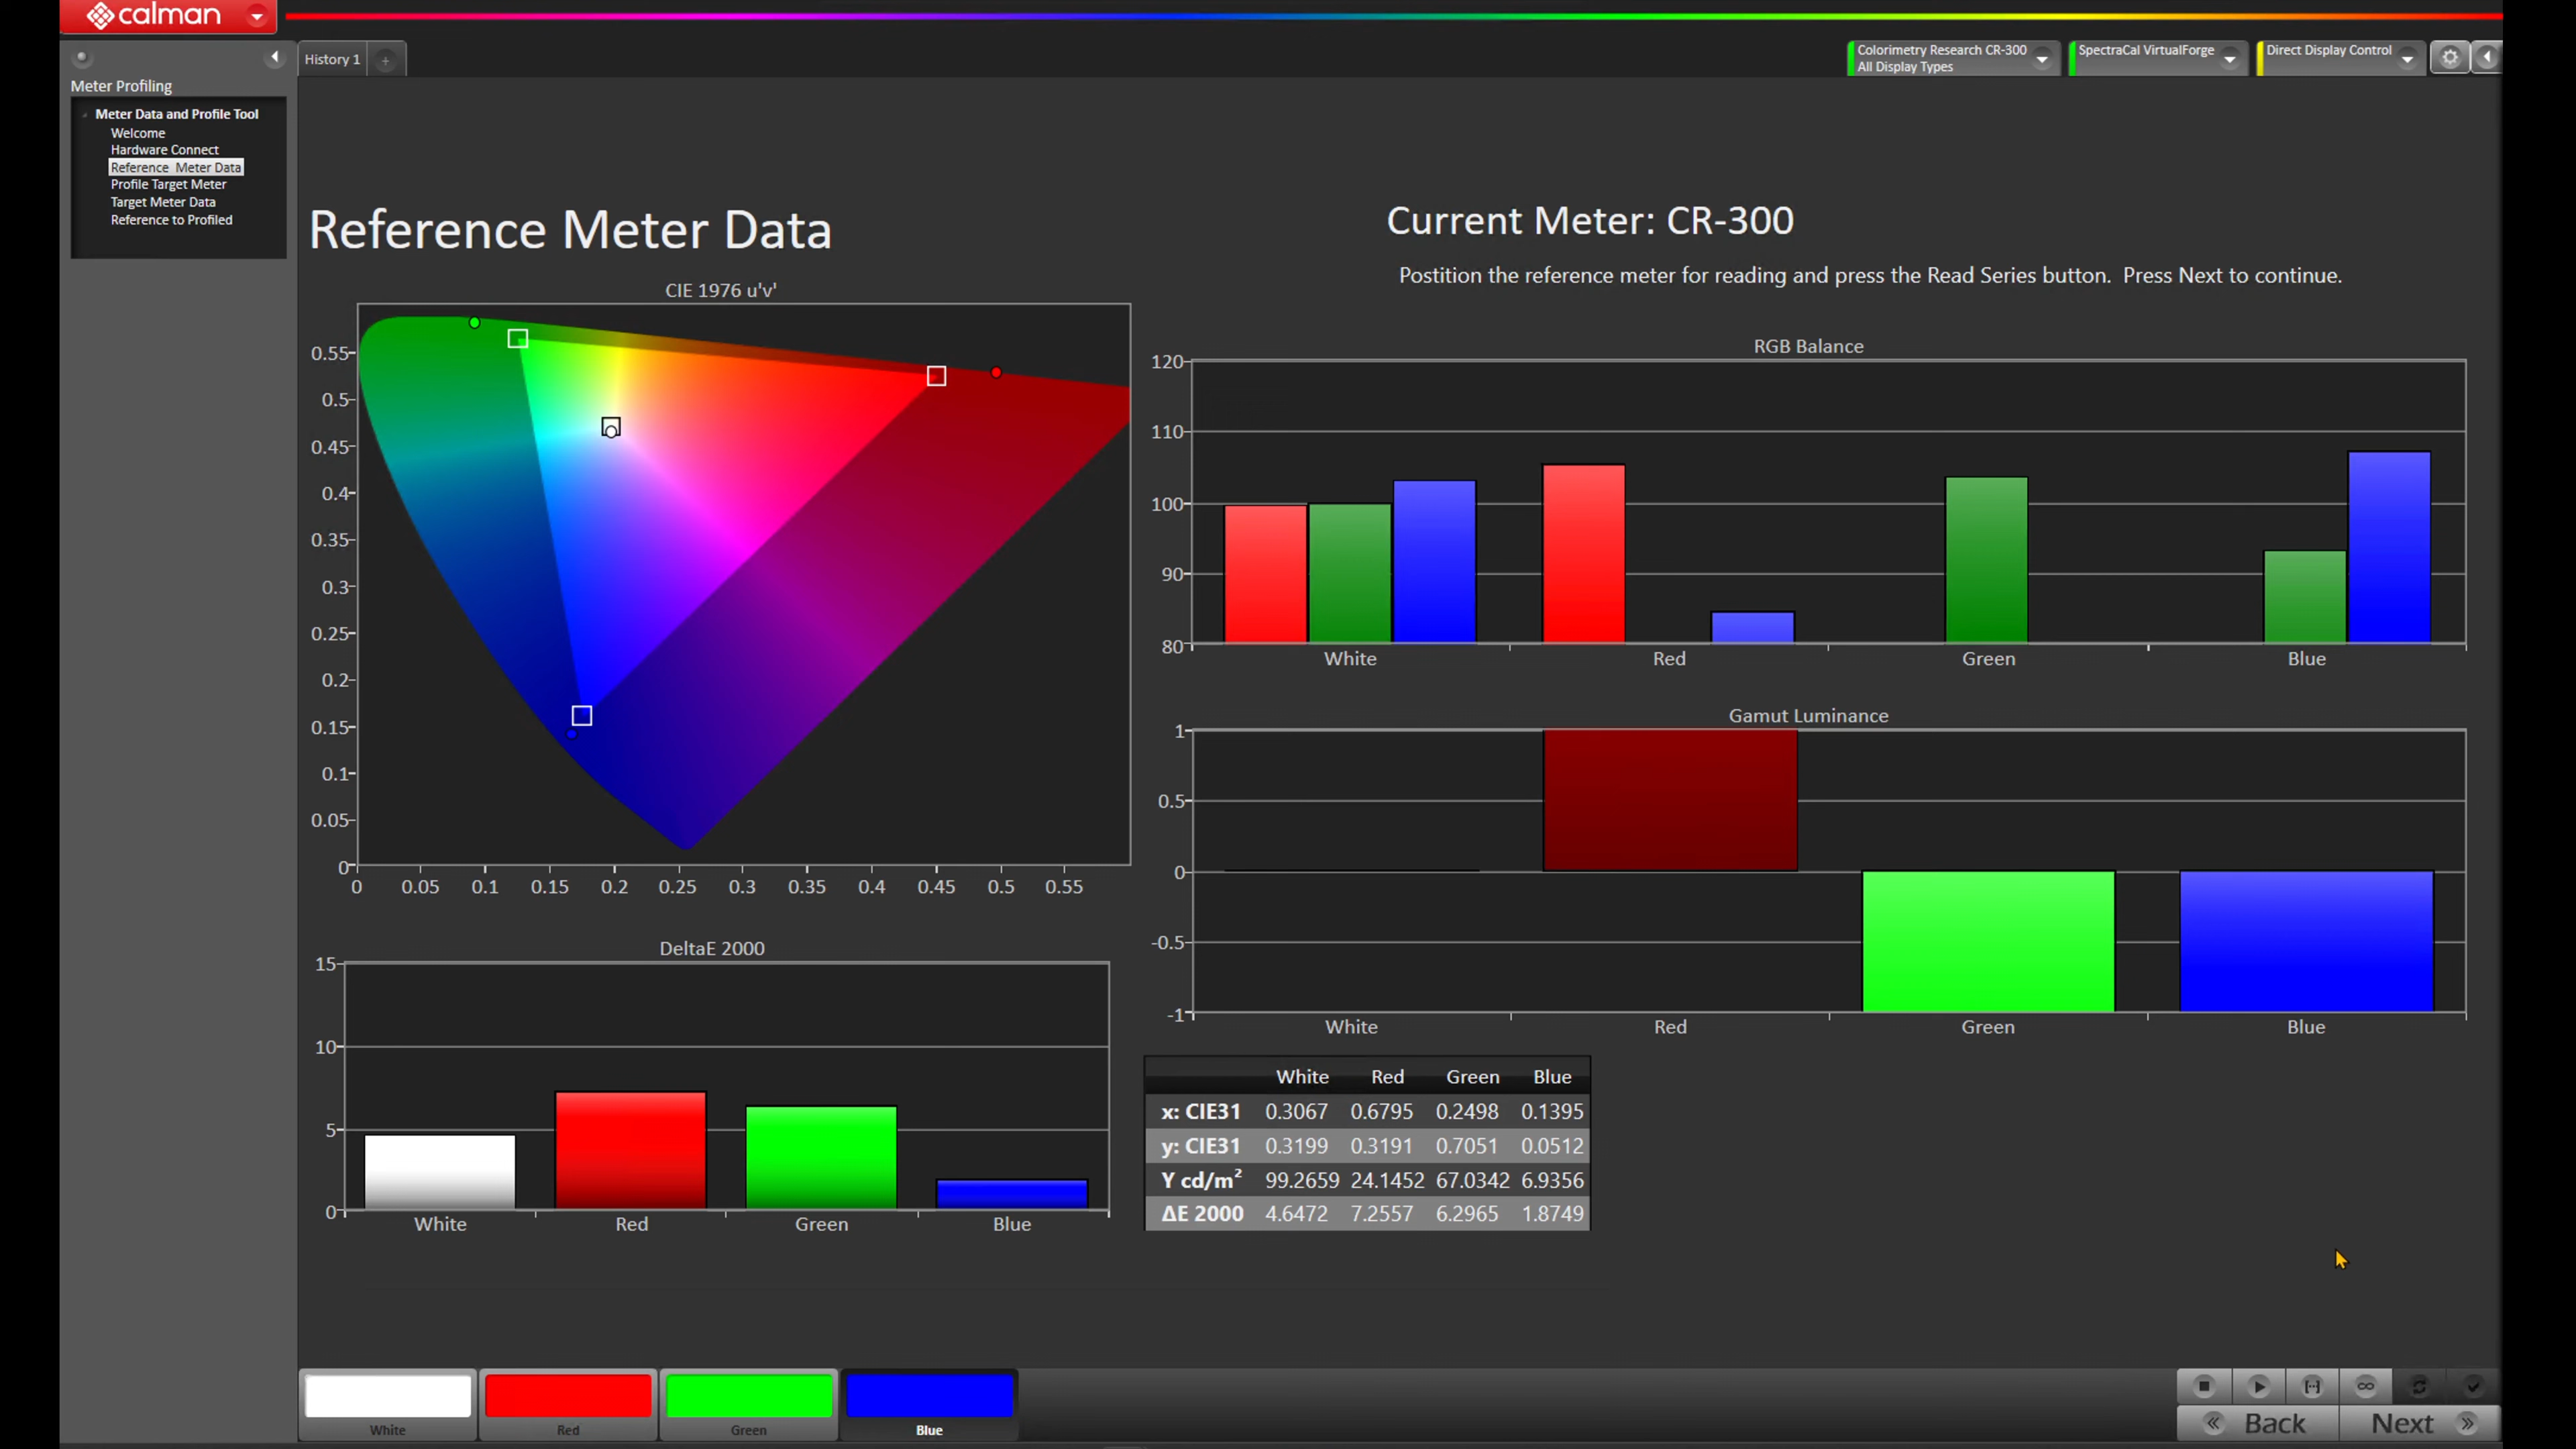 calman
Meter Profiling
Meter Data and Profile Tool
Welcome
Hardware Connect
Reference  Meter Data
Profile Target Meter
Target Meter Data
Reference to Profiled
History 1
+
Colorimetry Research CR-300
All Display Types
SpectraCal VirtualForge
Direct Display Control
Reference Meter Data
Current Meter: CR-300
Postition the reference meter for reading and press the Read Series button.  Press Next to continue.
CIE 1976 u'v'
0.55
0.5
0.45
0.4
0.35
0.3
0.25
0.2
0.15
0.1
0.05
0
0 0.05 0.1 0.15 0.2 0.25 0.3 0.35 0.4 0.45 0.5 0.55
RGB Balance
120
110
100
90
80
White Red Green Blue
Gamut Luminance
1
0.5
0
-0.5
-1
White Red Green Blue
DeltaE 2000
15
10
5
0
White Red Green Blue
White Red Green Blue
x: CIE31 0.3067 0.6795 0.2498 0.1395
y: CIE31 0.3199 0.3191 0.7051 0.0512
Y cd/m² 99.2659 24.1452 67.0342 6.9356
ΔE 2000 4.6472 7.2557 6.2965 1.8749
White Red Green Blue
« Back Next »